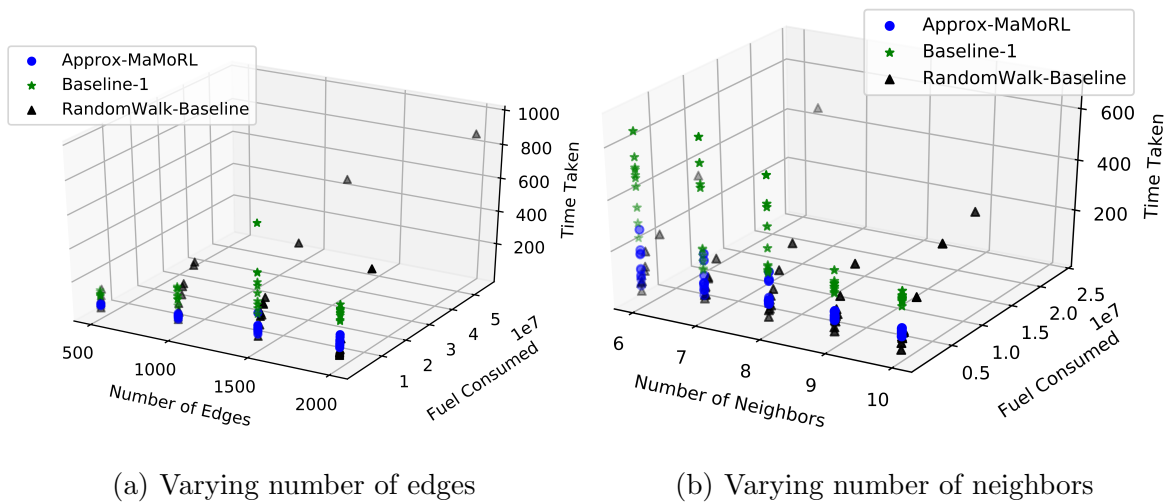 Approx-MaMoRL
Baseline-1
RandomWalk-Baseline
1000
800
600
400
200
Time Taken
500
1000
1500
2000
Number of Edges
1
2
3
4
5
1e7
Fuel Consumed
(a) Varying number of edges
Approx-MaMoRL
Baseline-1
RandomWalk-Baseline
600
400
200
Time Taken
6
7
8
9
10
Number of Neighbors
0.5
1.0
1.5
2.0
2.5
1e7
Fuel Consumed
(b) Varying number of neighbors